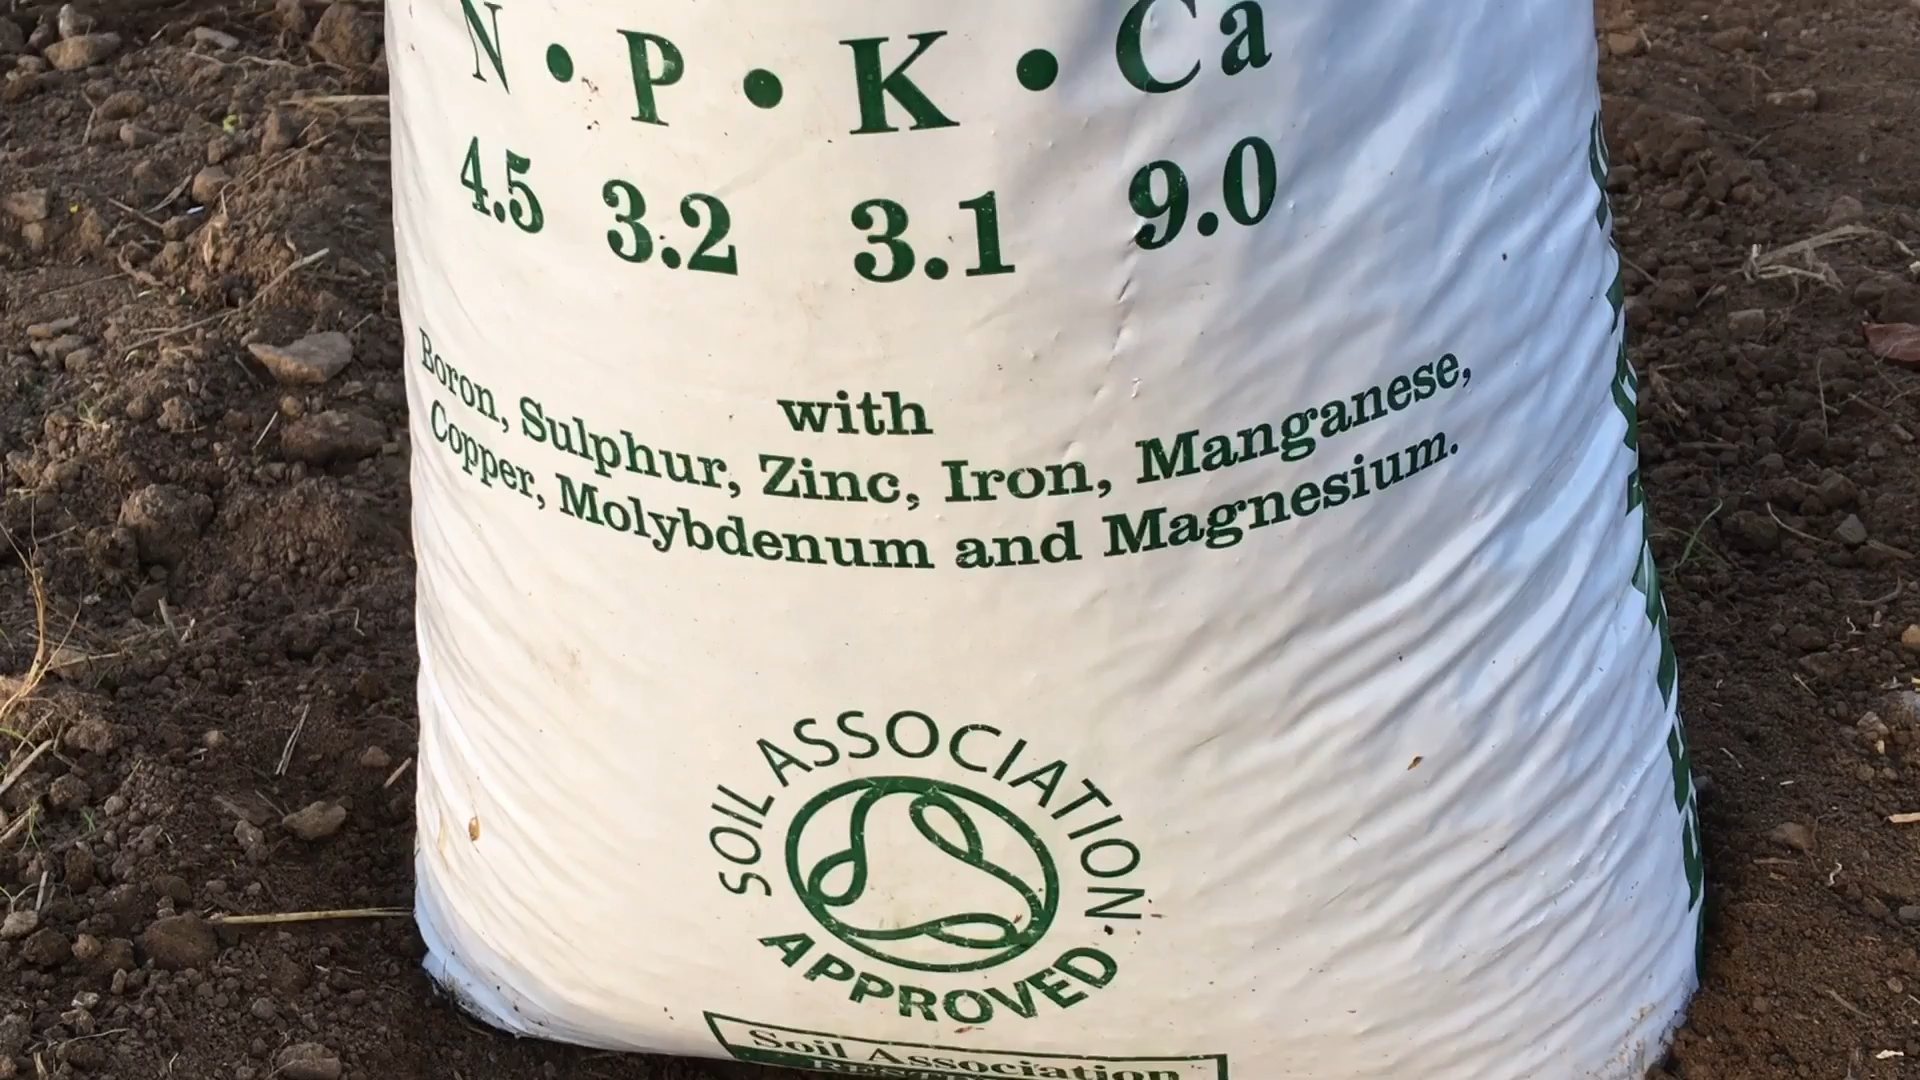 N • P • K • Ca
4.5 3.2 3.1 9.0
with
Boron, Sulphur, Zinc, Iron, Manganese,
Copper, Molybdenum and Magnesium.
SOIL ASSOCIATION
APPROVED
Soil Association